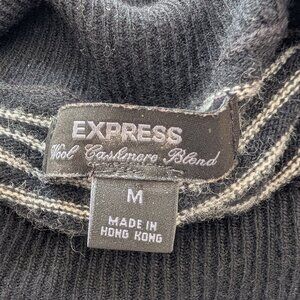 EXPRESS
Wool Cashmere Blend
M
MADE IN
HONG KONG